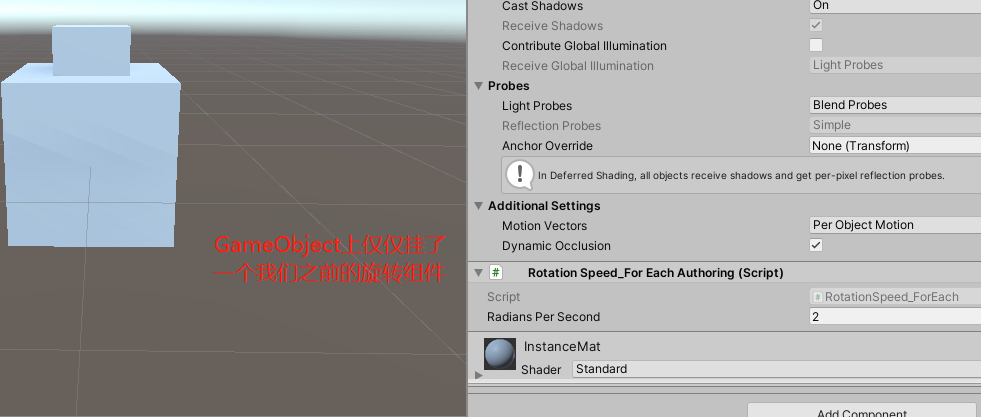 Cast Shadows
On
Receive Shadows
Contribute Global Illumination
Receive Global Illumination
Light Probes
Probes
Light Probes
Blend Probes
Reflection Probes
Simple
Anchor Override
None (Transform)
In Deferred Shading, all objects receive shadows and get per-pixel reflection probes.
Additional Settings
Motion Vectors
Per Object Motion
Dynamic Occlusion
GameObject上仅仅挂了
一个我们之前的旋转组件
# Rotation Speed_For Each Authoring (Script)
Script
# RotationSpeed_ForEach
Radians Per Second
2
InstanceMat
Shader
Standard
Add Component